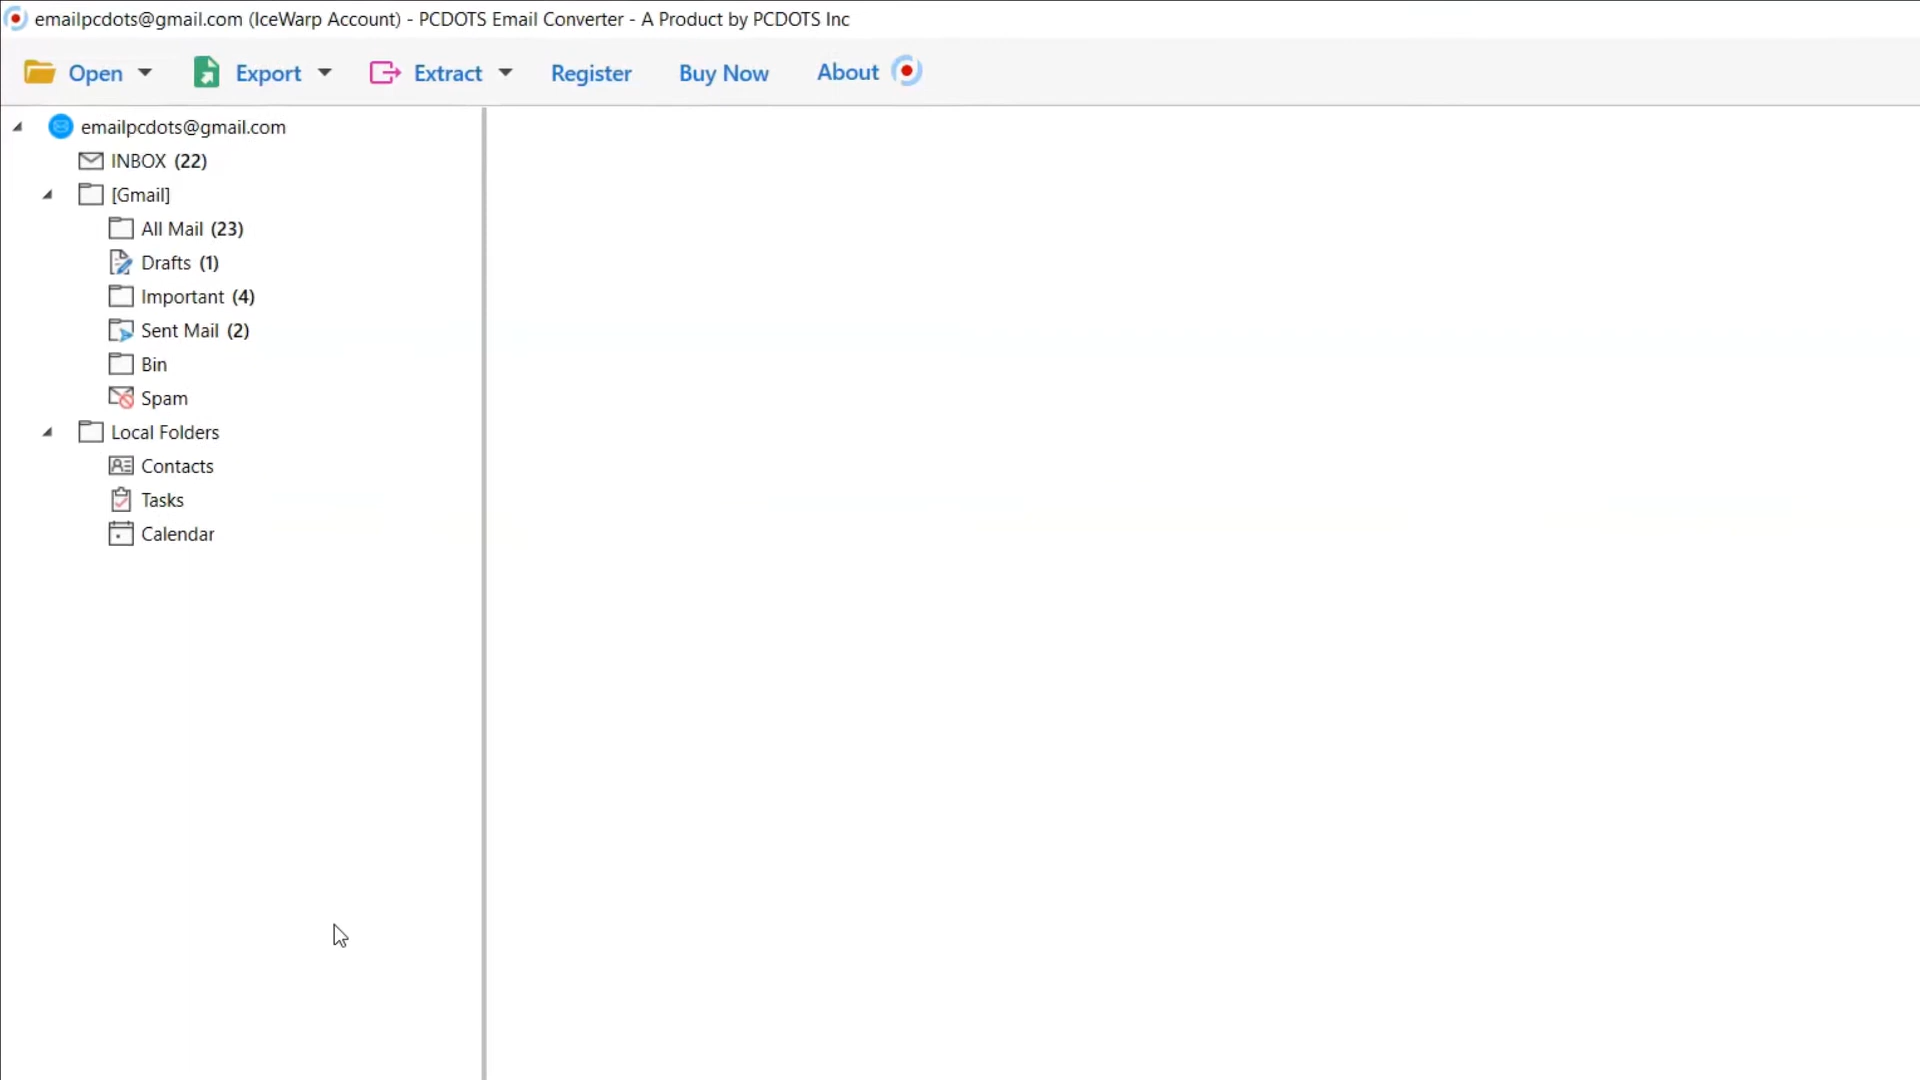 emailpcdots@gmail.com (IceWarp Account) - PCDOTS Email Converter - A Product by PCDOTS Inc
Open Export Extract Register Buy Now About
emailpcdots@gmail.com
INBOX (22)
[Gmail]
All Mail (23)
Drafts (1)
Important (4)
Sent Mail (2)
Bin
Spam
Local Folders
Contacts
Tasks
Calendar